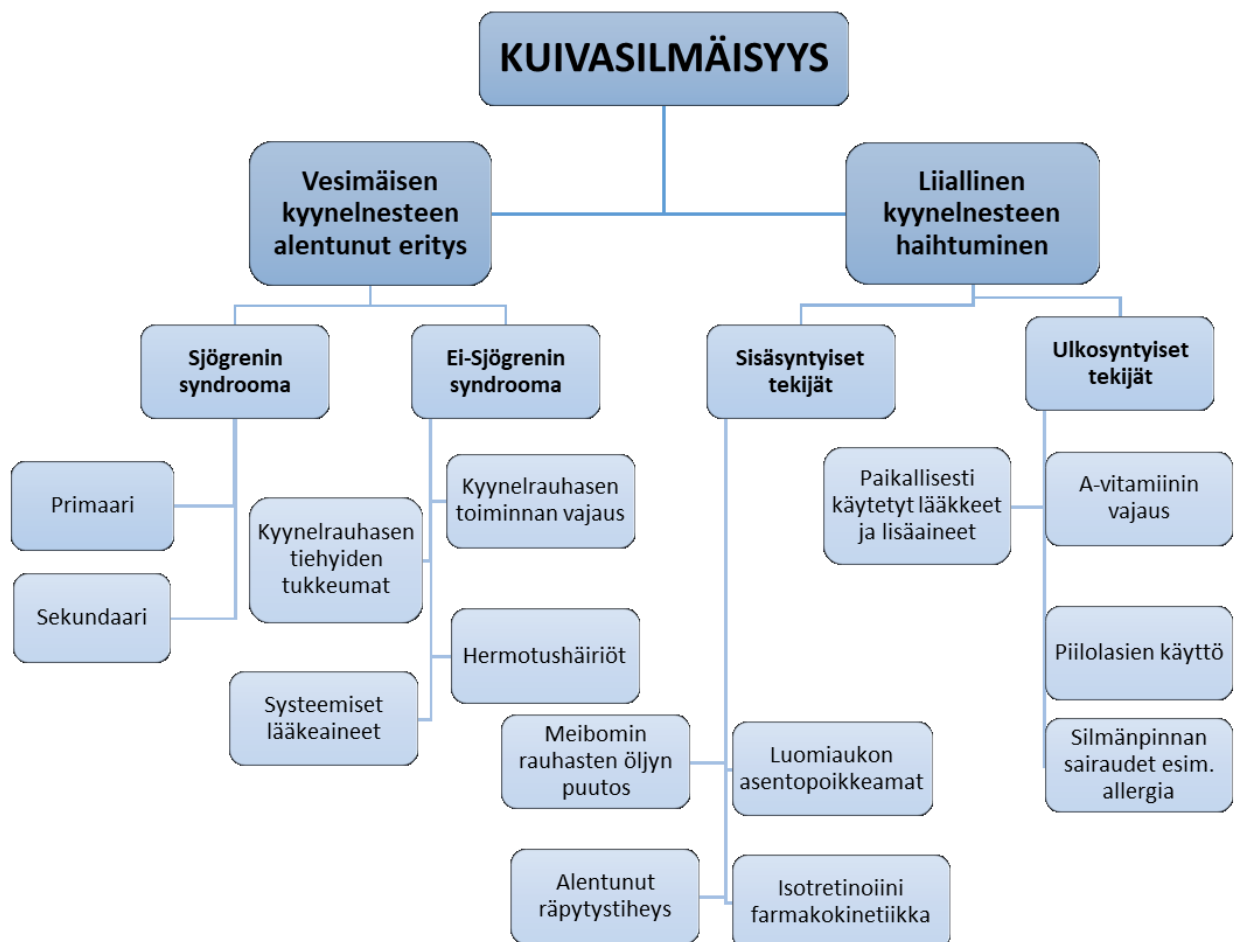 KUIVASILMÄISYYS
Vesimäisen
kyynelnesteen
alentunut eritys
Liiallinen
kyynelnesteen
haihtuminen
Sjögrenin
syndrooma
Ei-Sjögrenin
syndrooma
Sisäsyntyiset
tekijät
Ulkosyntyiset
tekijät
Primaari
Sekundaari
Kyynelrauhasen
toiminnan vajaus
Kyynelrauhasen
tiehyiden
tukkeumat
Hermotushäiriöt
Systeemiset
lääkeaineet
Meibomin
rauhasten öljyn
puutos
Luomiaukon
asentopoikkeamat
Alentunut
räpytystiheys
Isotretinoiini
farmakokinetiikka
Paikallisesti
käytetyt lääkkeet
ja lisäaineet
A-vitamiinin
vajaus
Piilolasien käyttö
Silmänpinnan
sairaudet esim.
allergia